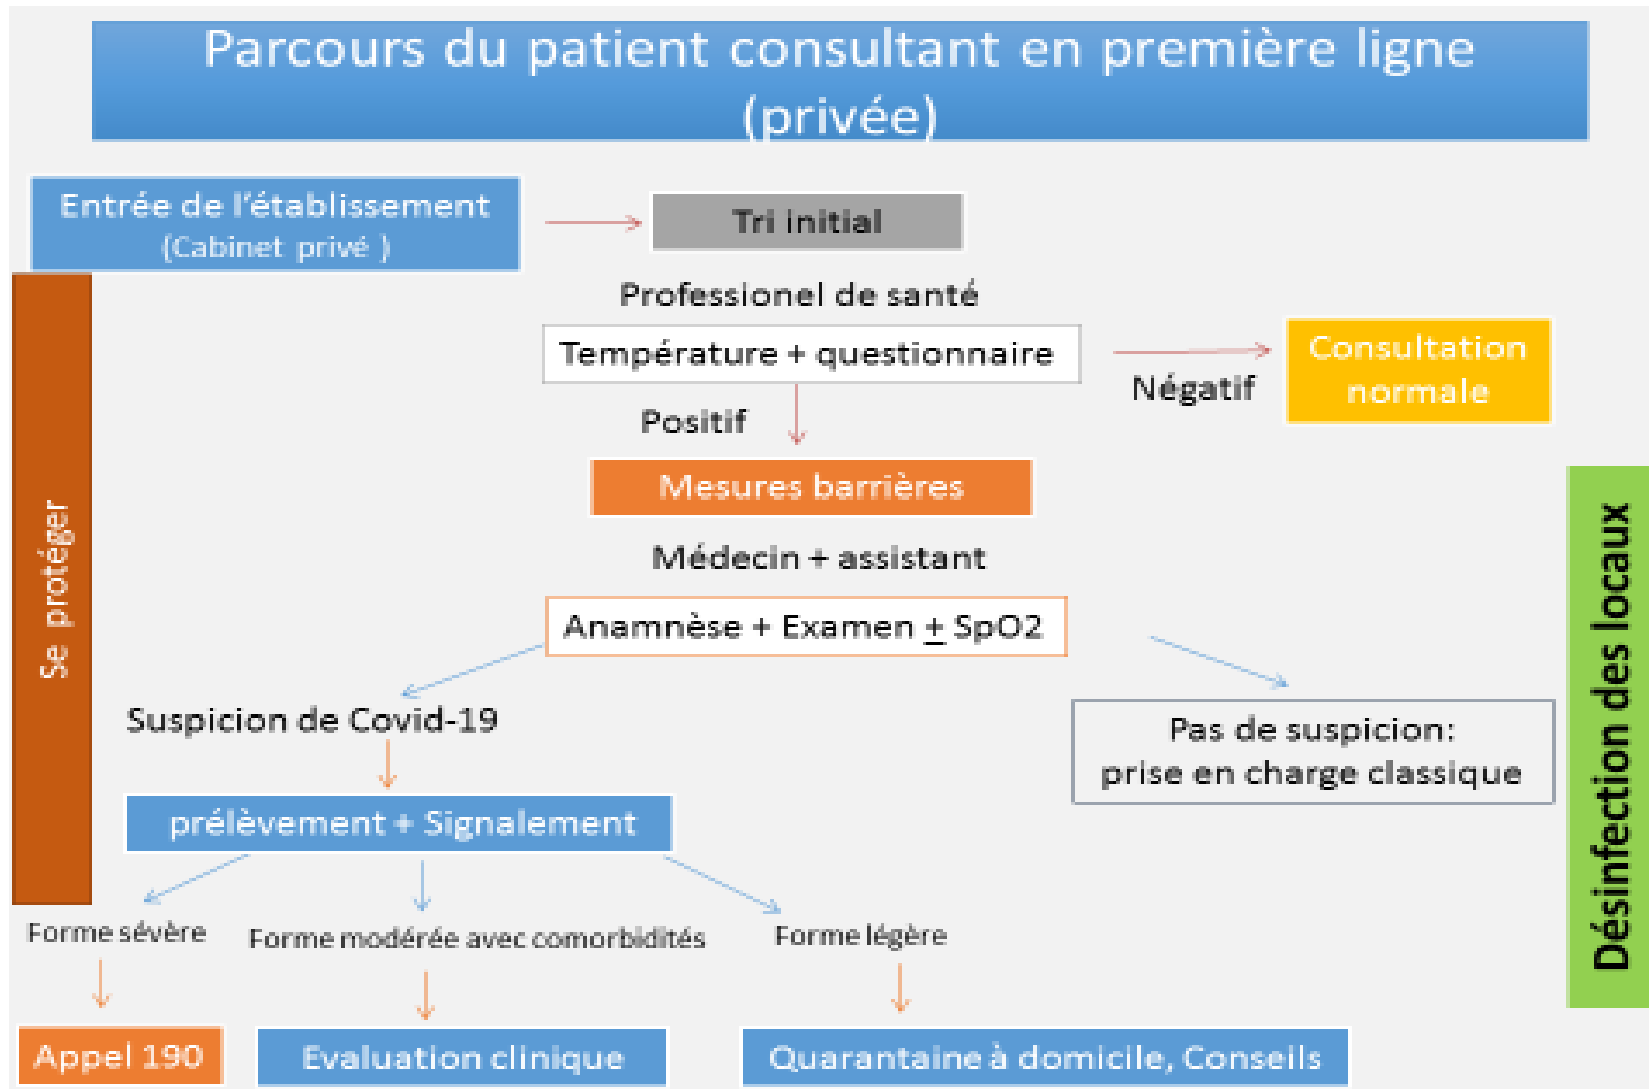 Parcours du patient consultant en première ligne
(privée)
Entrée de l'établissement
(Cabinet privé )
Tri initial
Professionel de santé
Température + questionnaire
Négatif
Consultation
normale
Positif
Mesures barrières
Médecin + assistant
Anamnèse + Examen ± SpO2
Suspicion de Covid-19
Pas de suspicion:
prise en charge classique
prélèvement + Signalement
Forme sévère
Forme modérée avec comorbidités
Forme légère
Appel 190
Evaluation clinique
Quarantaine à domicile, Conseils
Se protéger
Désinfection des locaux